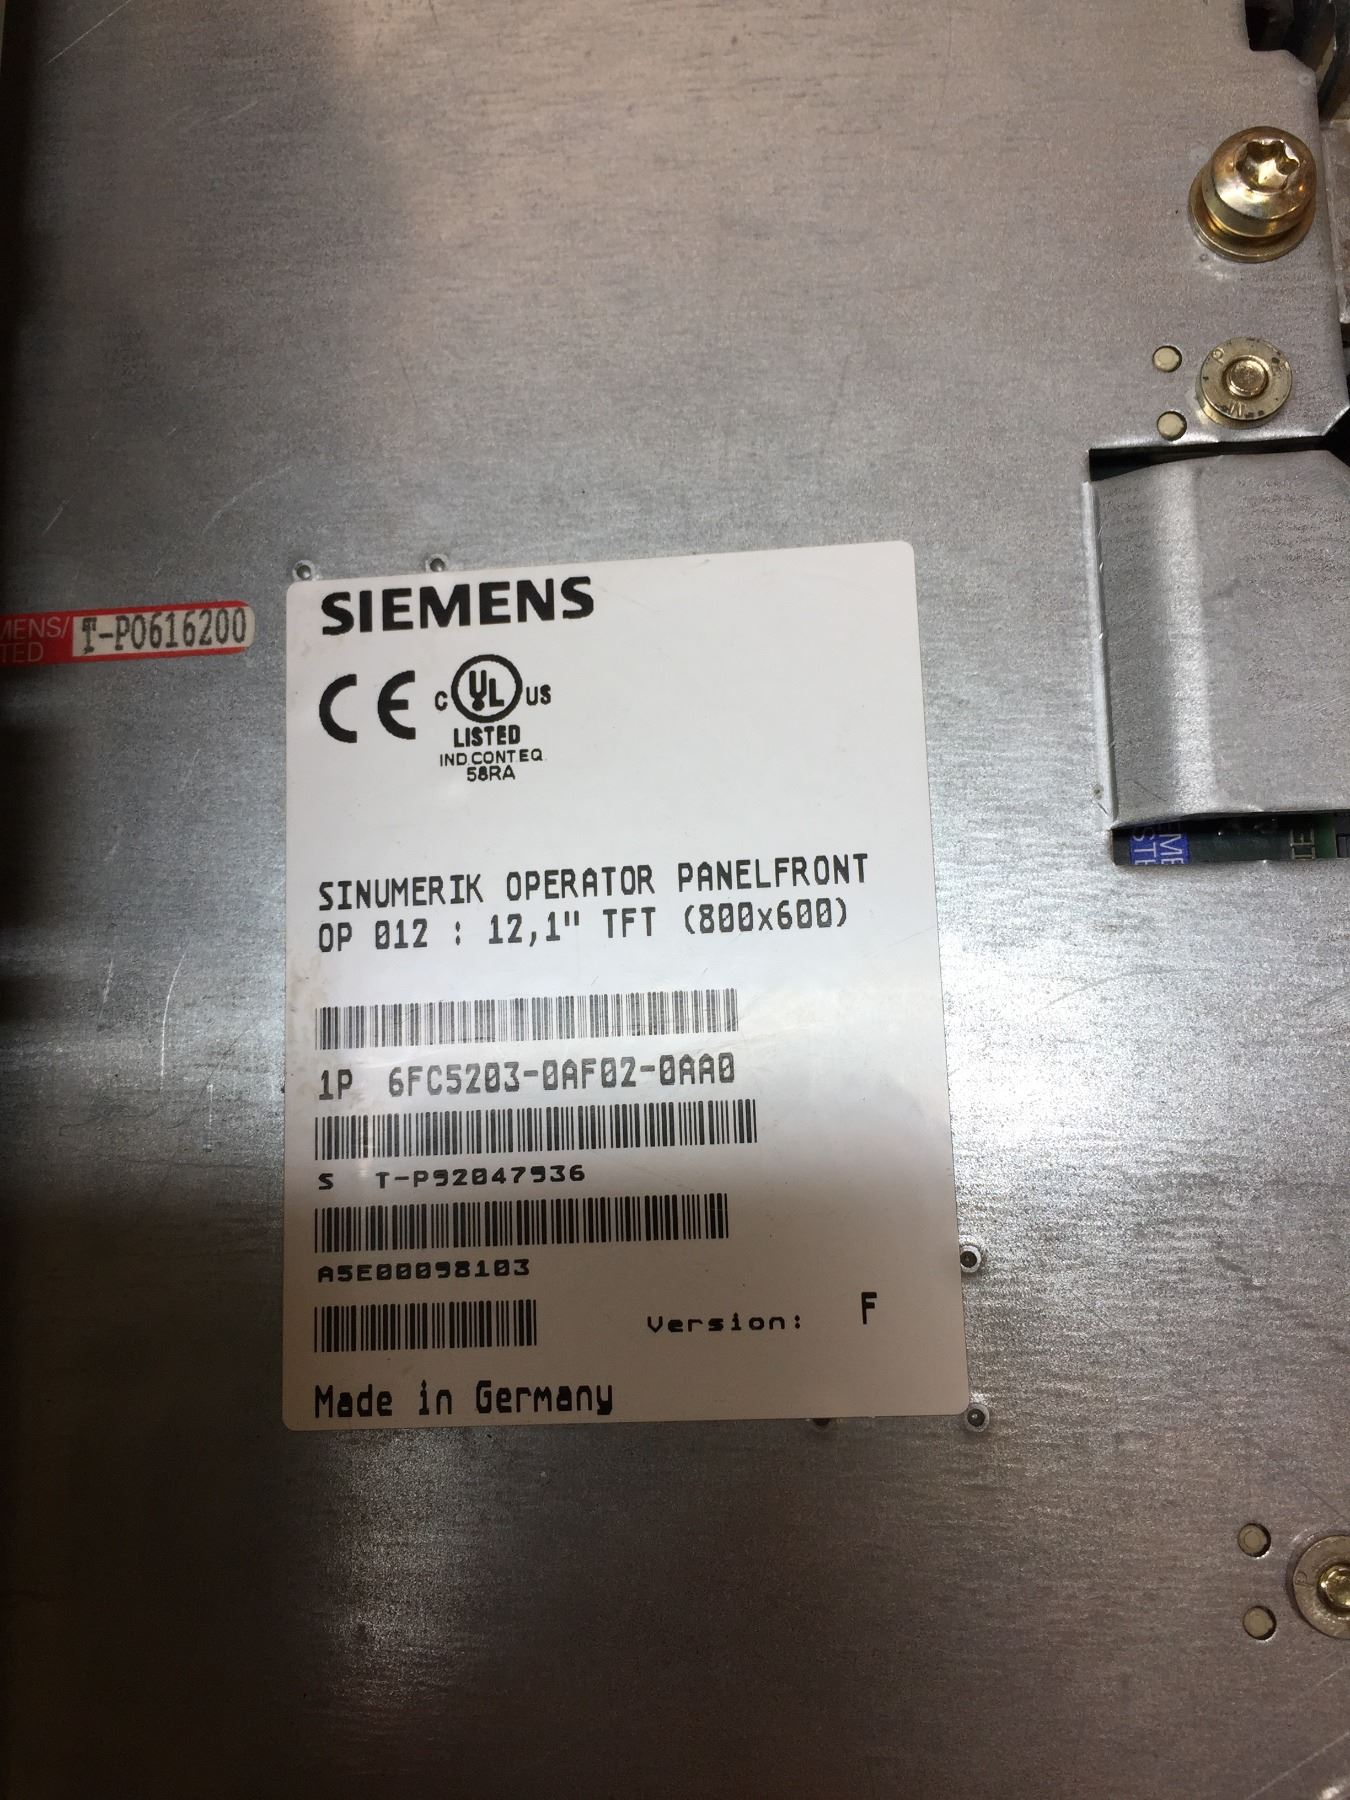 SIEMENS
CE
C UL US
LISTED
IND CONT EQ.
58RA
T-P0616200
SINUMERIK OPERATOR PANELFRONT
OP 012 : 12,1" TFT (800x600)
1P 6FC5203-0AF02-0AA0
S T-P92047936
A5E00098103
Version: F
Made in Germany